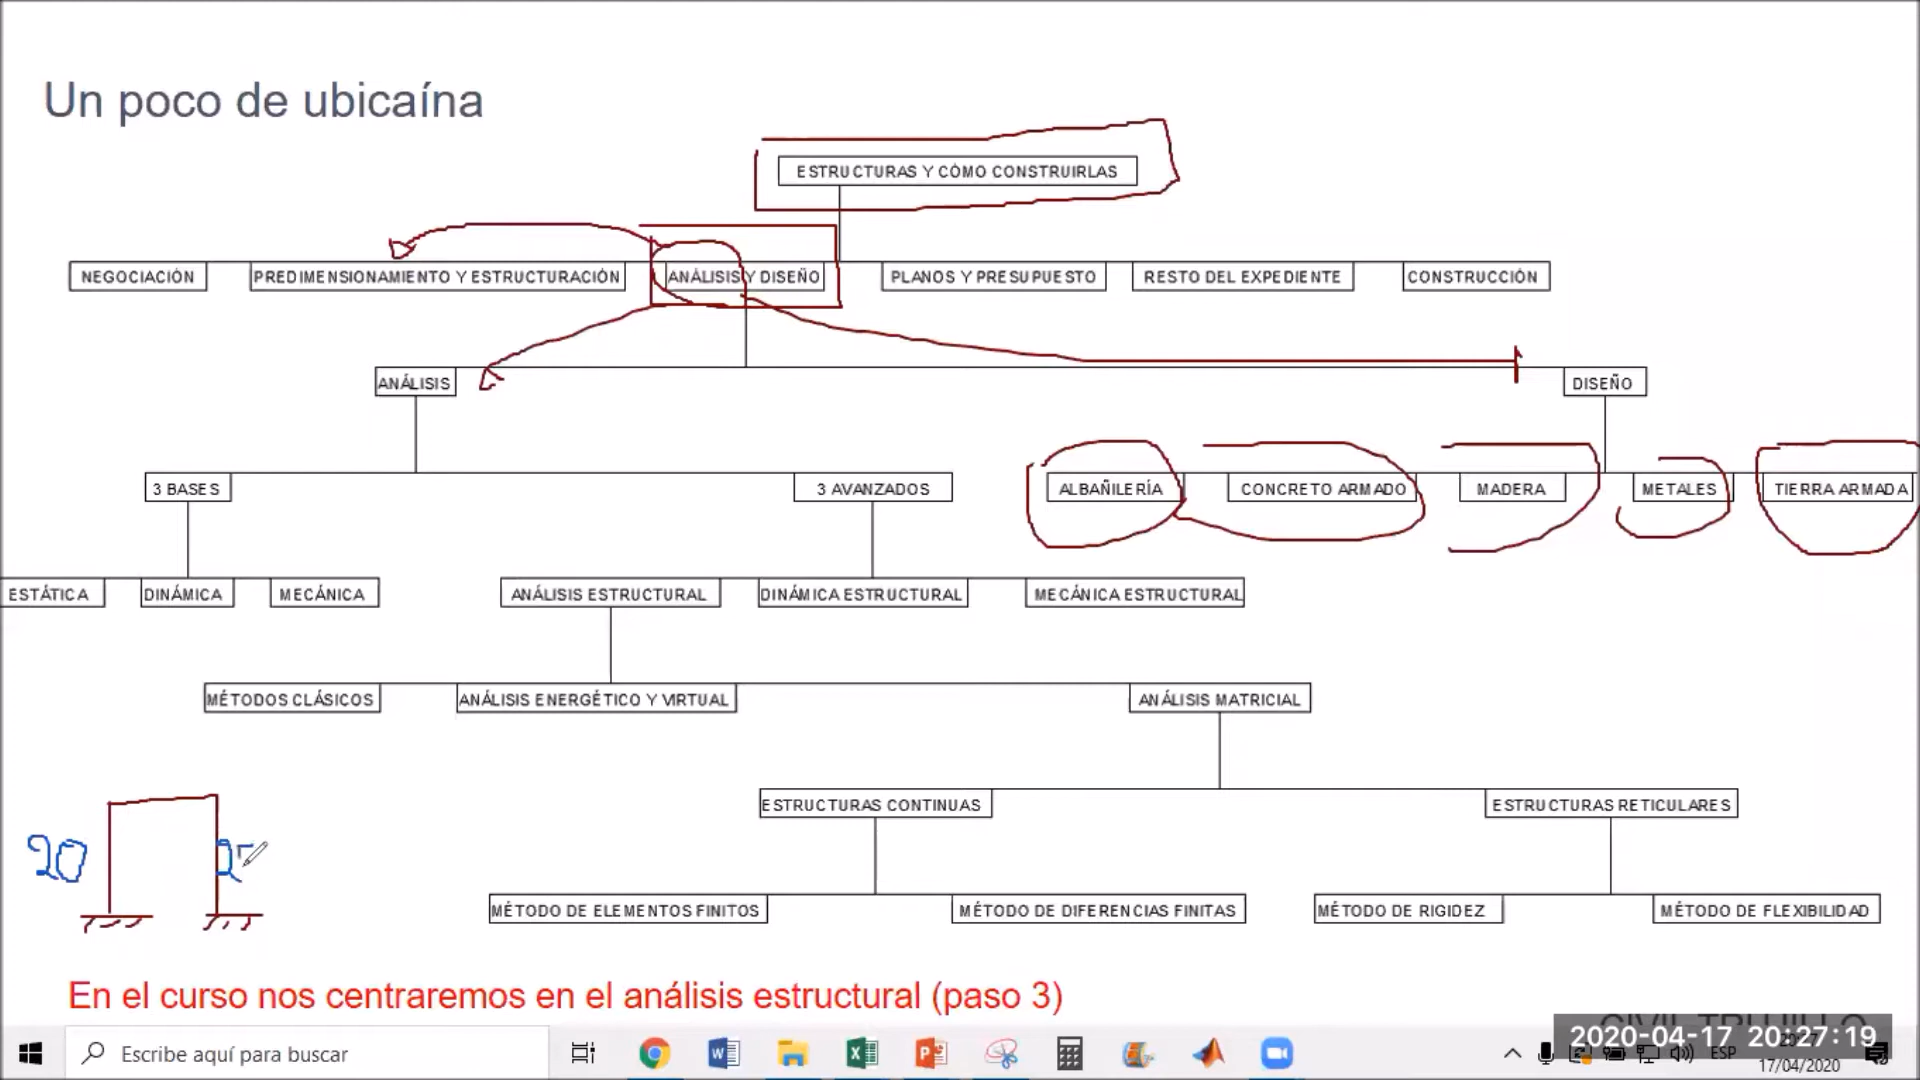 Un poco de ubicaína
ESTRUCTURAS Y CÓMO CONSTRUIRLAS
NEGOCIACIÓN PREDIMENSIONAMIENTO Y ESTRUCTURACIÓN ANÁLISIS Y DISEÑO PLANOS Y PRESUPUESTO RESTO DEL EXPEDIENTE CONSTRUCCIÓN
ANÁLISIS DISEÑO
3 BASES 3 AVANZADOS ALBAÑILERÍA CONCRETO ARMADO MADERA METALES TIERRA ARMADA
ESTÁTICA DINÁMICA MECÁNICA ANÁLISIS ESTRUCTURAL DINÁMICA ESTRUCTURAL MECÁNICA ESTRUCTURAL
MÉTODOS CLÁSICOS ANÁLISIS ENERGÉTICO Y VIRTUAL ANÁLISIS MATRICIAL
ESTRUCTURAS CONTINUAS ESTRUCTURAS RETICULARES
20
MÉTODO DE ELEMENTOS FINITOS MÉTODO DE DIFERENCIAS FINITAS MÉTODO DE RIGIDEZ MÉTODO DE FLEXIBILIDAD
En el curso nos centraremos en el análisis estructural (paso 3)
Escribe aquí para buscar
2020-04-17 20:27:19
ESP
17/04/2020